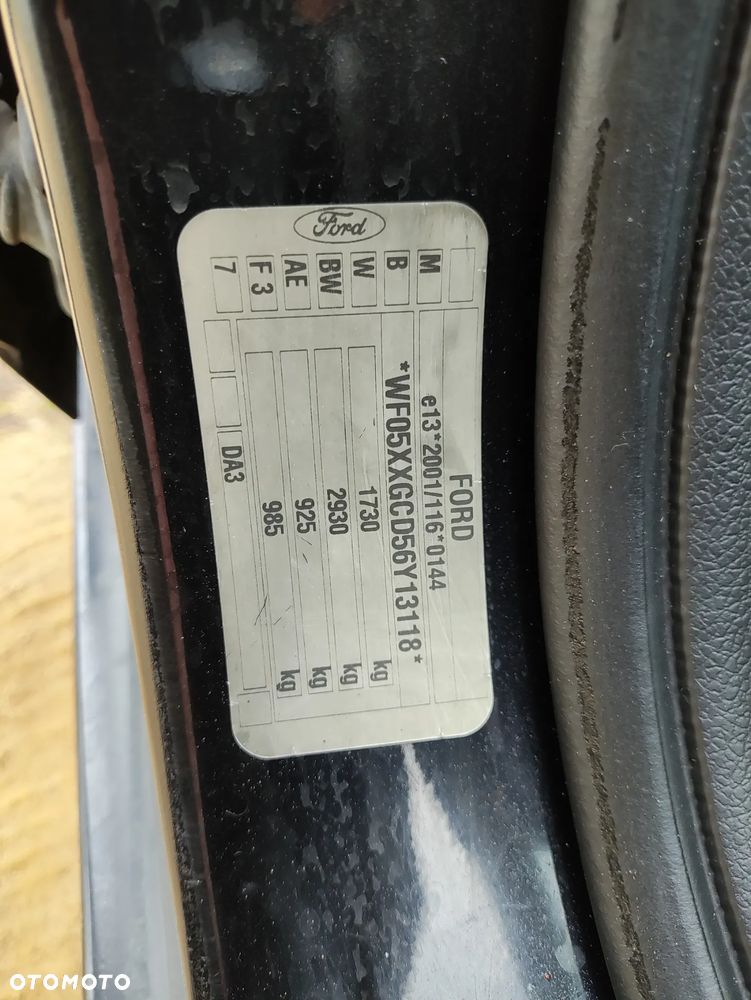 Ford
FORD
M e13*2001/116*0144
B *WF05XXGCD56Y13118*
W 1730 kg
BW 2930 kg
AE 925 kg
F 3 985 kg
7 DA3
OTOMOTO